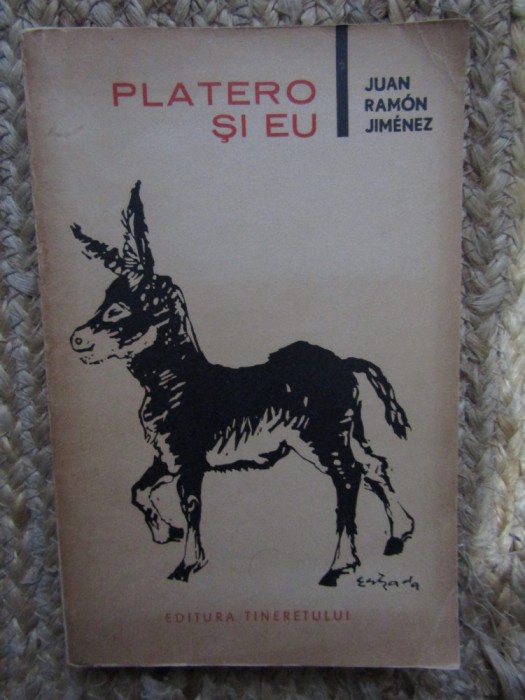 PLATERO
ŞI EU
JUAN
RAMÓN
JIMÉNEZ
EDITURA TINERETULUI